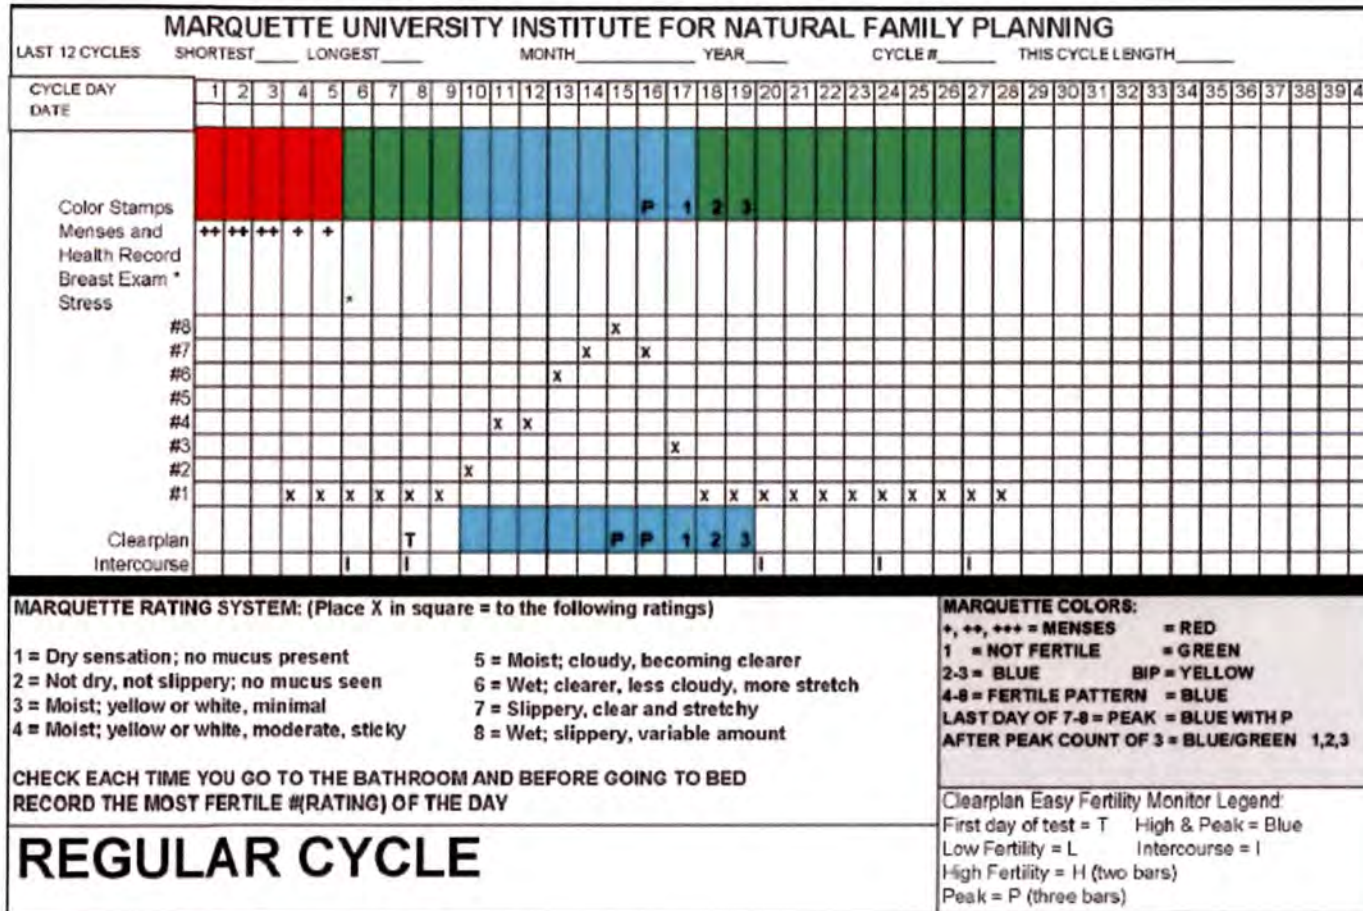 MARQUETTE UNIVERSITY INSTITUTE FOR NATURAL FAMILY PLANNING
LAST 12 CYCLES SHORTEST____ LONGEST____ MONTH____________ YEAR____ CYCLE #_______ THIS CYCLE LENGTH______
CYCLE DAY 1 2 3 4 5 6 7 8 9 10 11 12 13 14 15 16 17 18 19 20 21 22 23 24 25 26 27 28 29 30 31 32 33 34 35 36 37 38 39 4
DATE
Color Stamps P 1 2 3
Menses and ++ ++ ++ + +
Health Record
Breast Exam *
Stress *
#8 X
#7 X X
#6 X
#5
#4 X X
#3 X
#2 X
#1 X X X X X X X X X X X X X X X X X
Clearplan T P P 1 2 3
Intercourse I I I I I
MARQUETTE RATING SYSTEM: (Place X in square = to the following ratings)
1 = Dry sensation; no mucus present
2 = Not dry, not slippery; no mucus seen
3 = Moist; yellow or white, minimal
4 = Moist; yellow or white, moderate, sticky
5 = Moist; cloudy, becoming clearer
6 = Wet; clearer, less cloudy, more stretch
7 = Slippery, clear and stretchy
8 = Wet; slippery, variable amount
CHECK EACH TIME YOU GO TO THE BATHROOM AND BEFORE GOING TO BED
RECORD THE MOST FERTILE #(RATING) OF THE DAY
REGULAR CYCLE
MARQUETTE COLORS:
+, ++, +++ = MENSES = RED
1 = NOT FERTILE = GREEN
2-3 = BLUE BIP = YELLOW
4-8 = FERTILE PATTERN = BLUE
LAST DAY OF 7-8 = PEAK = BLUE WITH P
AFTER PEAK COUNT OF 3 = BLUE/GREEN 1,2,3
Clearplan Easy Fertility Monitor Legend:
First day of test = T High & Peak = Blue
Low Fertility = L Intercourse = I
High Fertility = H (two bars)
Peak = P (three bars)